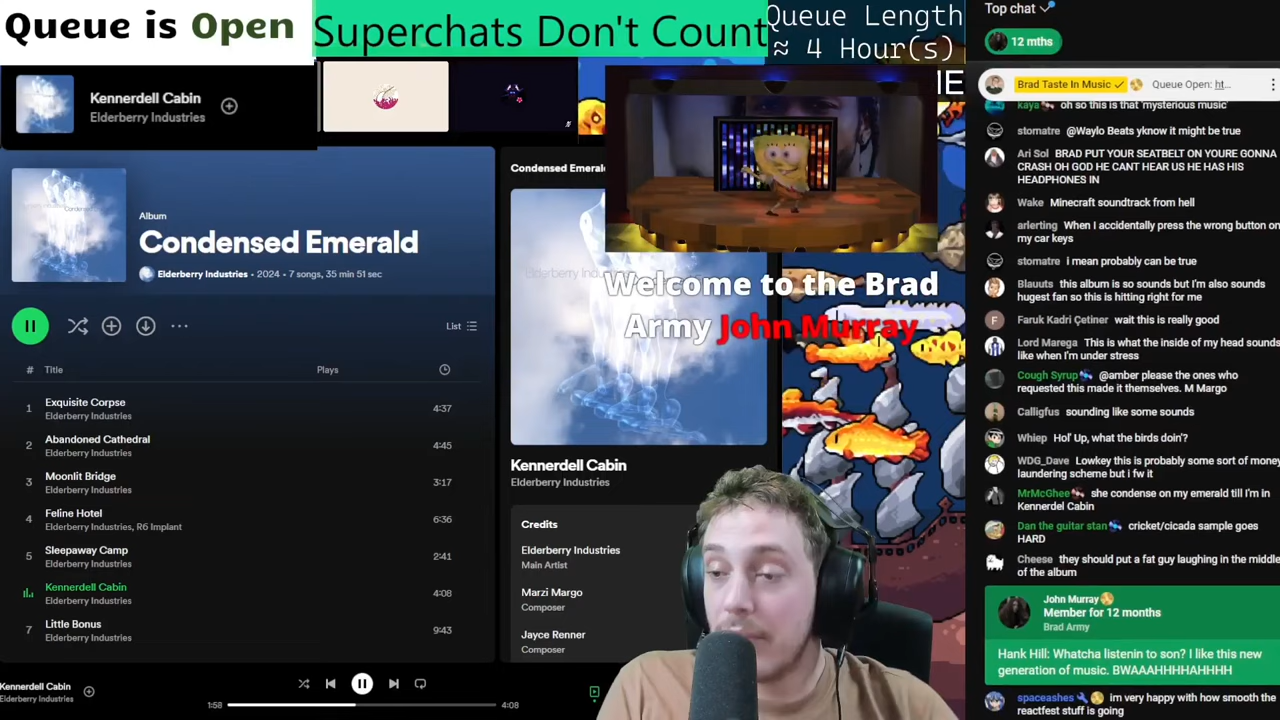 Queue is Open
Superchats Don't Count
Queue Length
≈ 4 Hour(s)
Kennerdell Cabin
Elderberry Industries
Album
Condensed Emerald
Elderberry Industries • 2024 • 7 songs, 35 min 51 sec
List
# Title Plays
1 Exquisite Corpse 4:37
Elderberry Industries
2 Abandoned Cathedral 4:45
Elderberry Industries
3 Moonlit Bridge 3:17
Elderberry Industries
4 Feline Hotel 6:36
Elderberry Industries, R6 Implant
5 Sleepaway Camp 2:41
Elderberry Industries
Kennerdell Cabin 4:08
Elderberry Industries
7 Little Bonus 9:43
Elderberry Industries
Kennerdell Cabin
Elderberry Industries
1:58 4:08
Condensed Emeral
Kennerdell Cabin
Elderberry Industries
Credits
Elderberry Industries
Main Artist
Marzi Margo
Composer
Jayce Renner
Composer
Welcome to the Brad
Army John Murray
Top chat
12 mths
Brad Taste In Music Queue Open: ht...
kaya oh so this is that 'mysterious music'
stomatre @Waylo Beats yknow it might be true
Ari Sol BRAD PUT YOUR SEATBELT ON YOURE GONNA
CRASH OH GOD HE CANT HEAR US HE HAS HIS
HEADPHONES IN
Wake Minecraft soundtrack from hell
arlerting When I accidentally press the wrong button on
my car keys
stomatre i mean probably can be true
Blauuts this album is so sounds but I'm also sounds
hugest fan so this is hitting right for me
Faruk Kadri Çetiner wait this is really good
Lord Marega This is what the inside of my head sounds
like when I'm under stress
Cough Syrup @amber please the ones who
requested this made it themselves. M Margo
Calligfus sounding like some sounds
Whiep Hol' Up, what the birds doin'?
WDG_Dave Lowkey this is probably some sort of money
laundering scheme but i fw it
MrMcGhee she condense on my emerald till I'm in
Kennerdell Cabin
Dan the guitar stan cricket/cicada sample goes
HARD
Cheese they should put a fat guy laughing in the middle
of the album
John Murray
Member for 12 months
Brad Army
Hank Hill: Whatcha listenin to son? I like this new
generation of music. BWAAAHHHHAHHHH
spaceashes im very happy with how smooth the
reactfest stuff is going